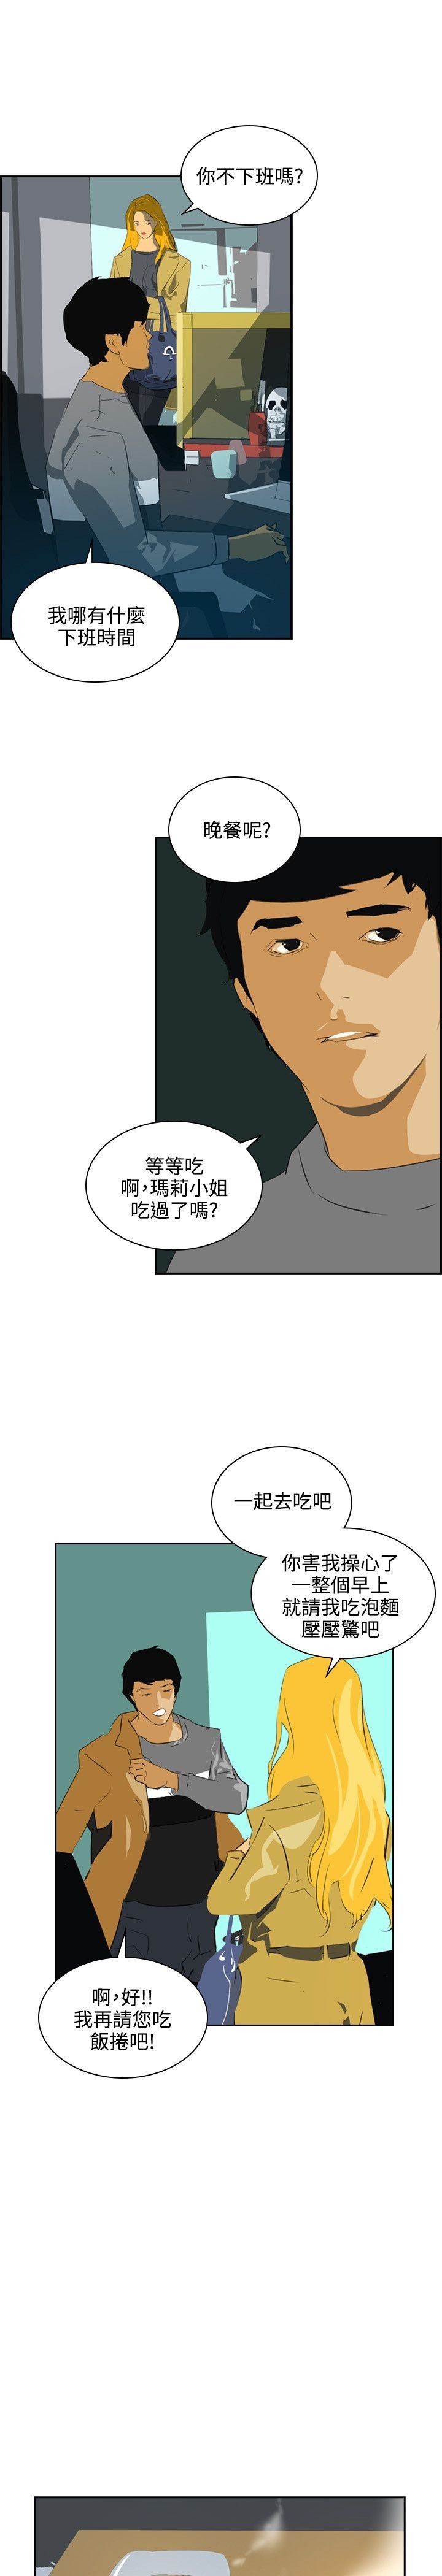 你不下班嗎?
我哪有什麼
下班時間
晚餐呢?
等等吃
啊,瑪莉小姐
吃過了嗎?
一起去吃吧
你害我操心了
一整個早上
就請我吃泡麵
壓壓驚吧
啊,好!!
我再請您吃
飯捲吧!